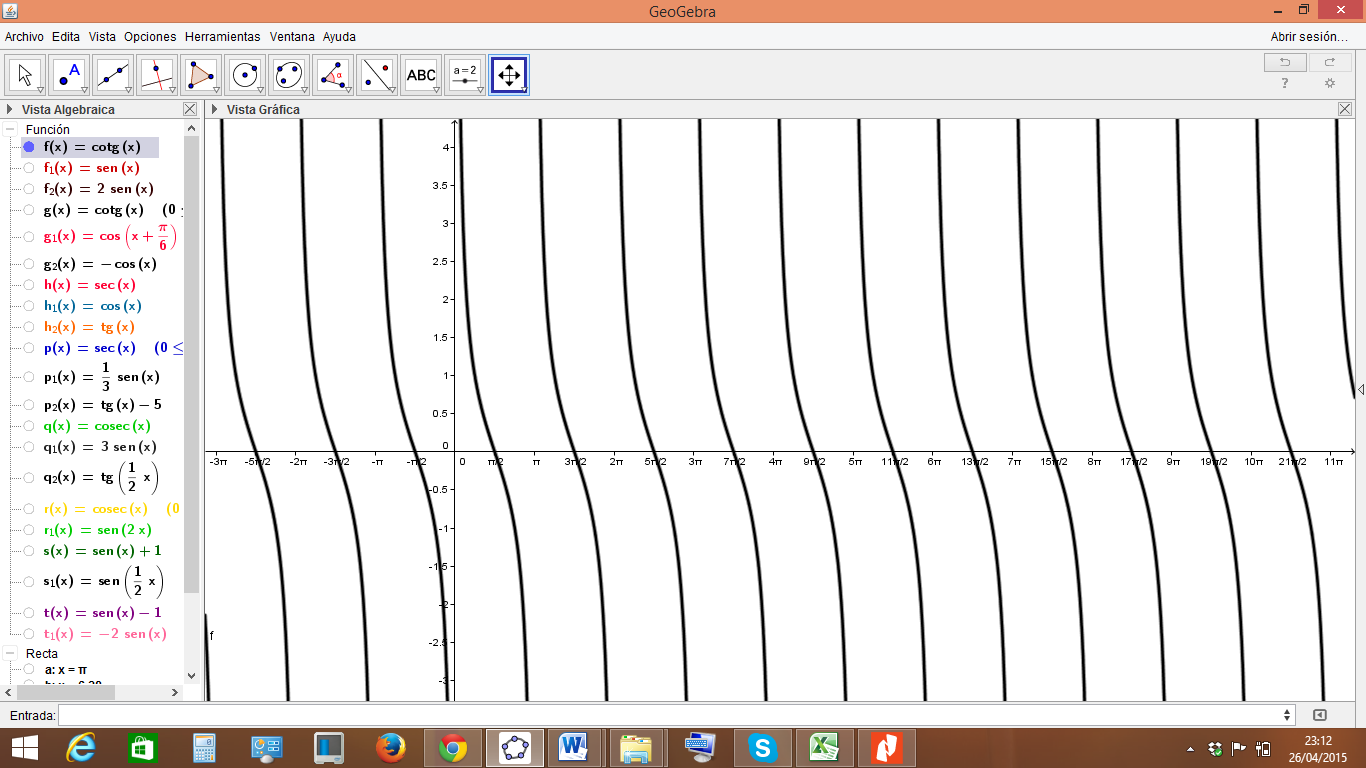 GeoGebra
Archivo Edita Vista Opciones Herramientas Ventana Ayuda Abrir sesión...
A α ABC a=2
Vista Algebraica
Vista Gráfica
Función
f(x) = cotg (x)
f₁(x) = sen (x)
f₂(x) = 2 sen (x)
g(x) = cotg (x) (0 ≤
g₁(x) = cos (x + π/6)
g₂(x) = − cos (x)
h(x) = sec (x)
h₁(x) = cos (x)
h₂(x) = tg (x)
p(x) = sec (x) (0 ≤
p₁(x) = 1/3 sen (x)
p₂(x) = tg (x) − 5
q(x) = cosec (x)
q₁(x) = 3 sen (x)
q₂(x) = tg (1/2 x)
r(x) = cosec (x) (0
r₁(x) = sen (2 x)
s(x) = sen (x) + 1
s₁(x) = sen (1/2 x)
t(x) = sen (x) − 1
t₁(x) = −2 sen (x)
Recta
a: x = π
4
3.5
3
2.5
2
1.5
1
0.5
0
-3π -5π/2 -2π -3π/2 -π -π/2 0 π/2 π 3π/2 2π 5π/2 3π 7π/2 4π 9π/2 5π 11π/2 6π 13π/2 7π 15π/2 8π 17π/2 9π 19π/2 10π 21π/2 11π
-0.5
-1
-1.5
-2
-2.5
-3
f
Entrada:
23:12
26/04/2015